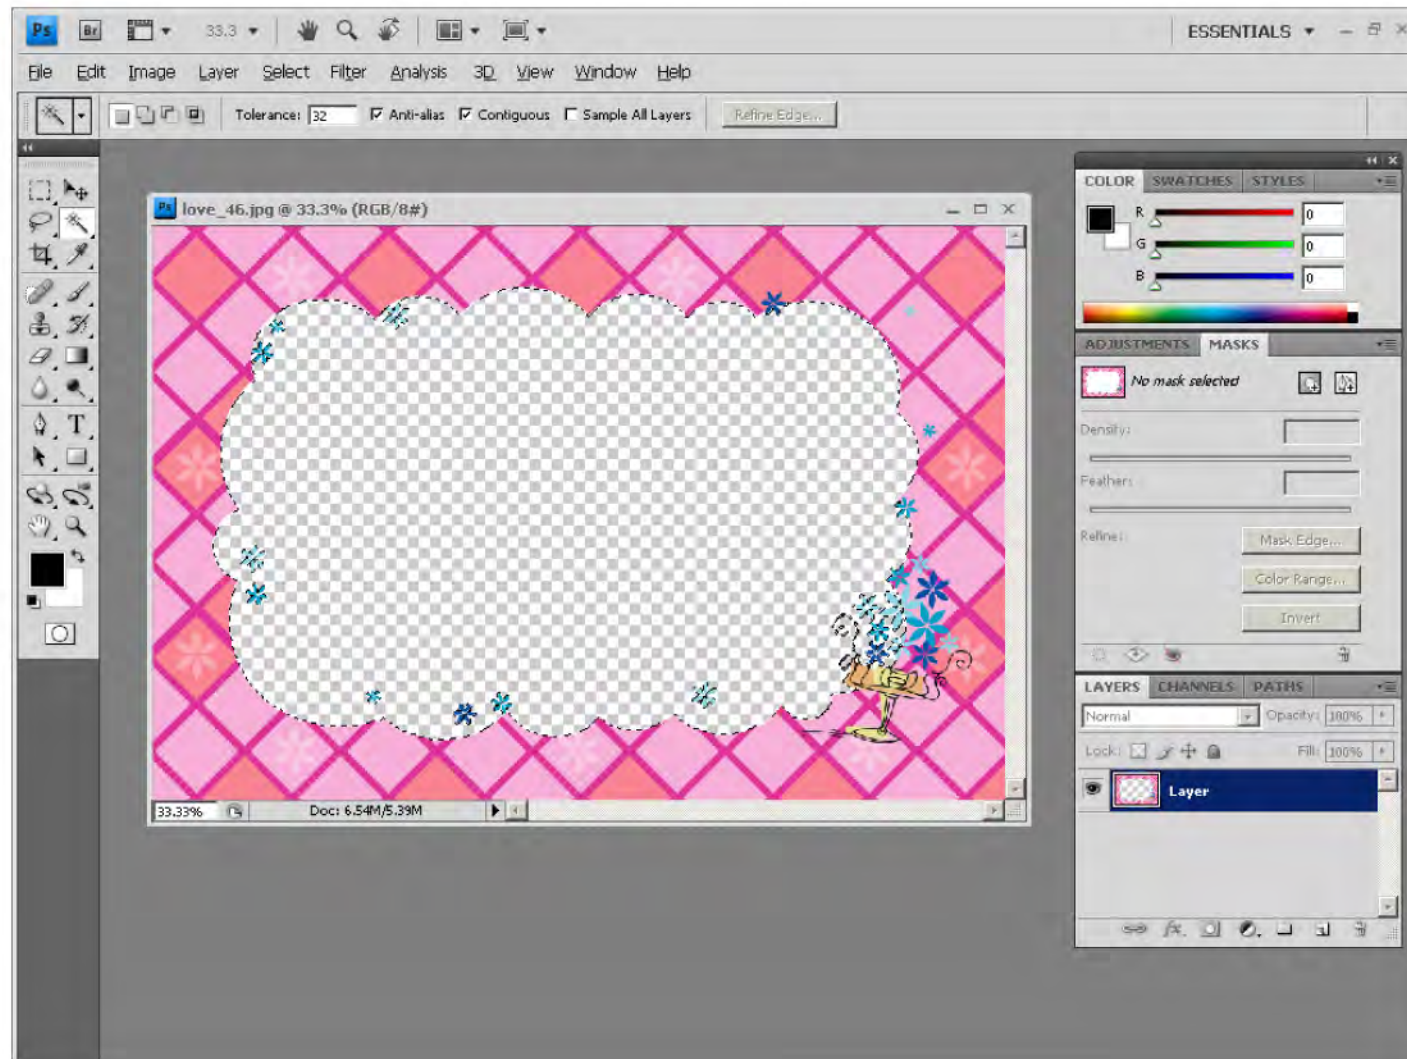 Ps Br 33.3 ESSENTIALS
File Edit Image Layer Select Filter Analysis 3D View Window Help
Tolerance: 32 Anti-alias Contiguous Sample All Layers Refine Edge...
COLOR SWATCHES STYLES
Ps love_46.jpg @ 33.3% (RGB/8#)
R 0
G 0
B 0
ADJUSTMENTS MASKS
No mask selected
Density:
Feather:
Refine: Mask Edge...
Color Range...
Invert
LAYERS CHANNELS PATHS
Normal Opacity: 100%
Lock: Fill: 100%
Layer
33.33% Doc: 6.54M/5.39M
T
fx.